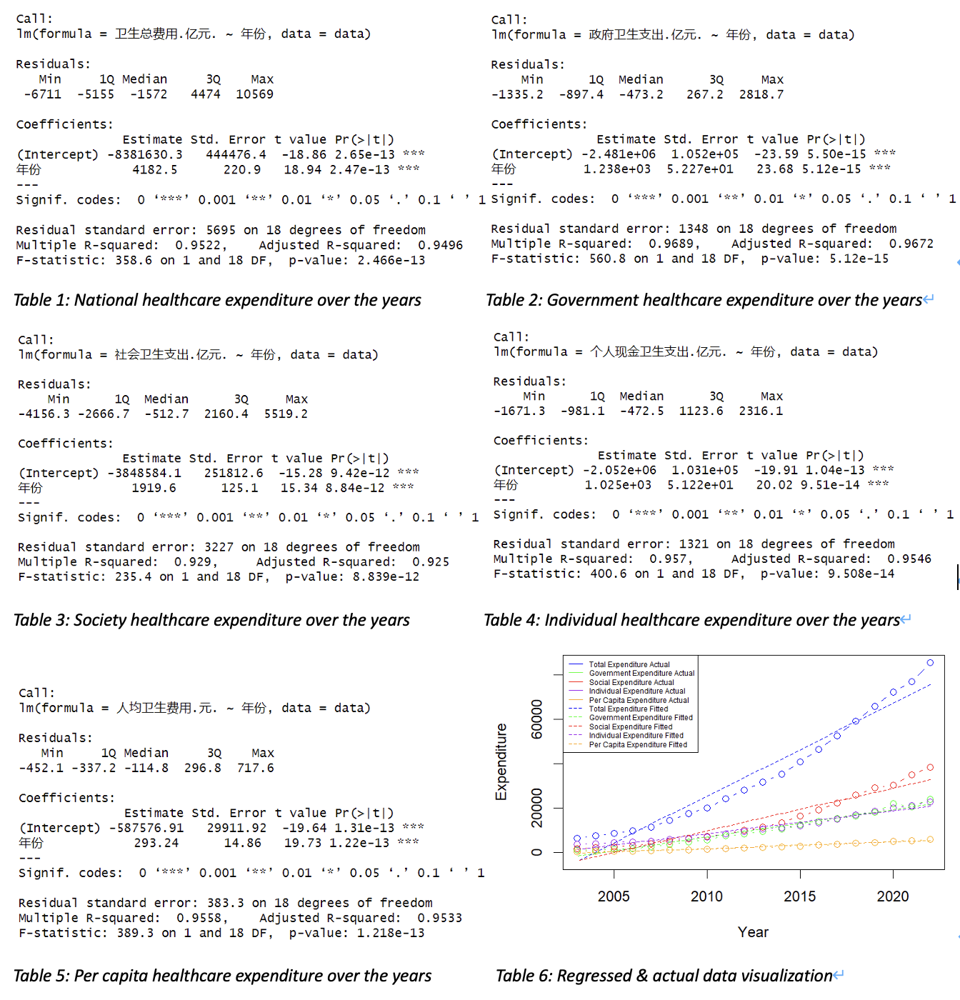 Call:
lm(formula = 卫生总费用.亿元. ~ 年份, data = data)
Residuals:
Min 1Q Median 3Q Max
-6711 -5155 -1572 4474 10569
Coefficients:
Estimate Std. Error t value Pr(>|t|)
(Intercept) -8381630.3 444476.4 -18.86 2.65e-13 ***
年份 4182.5 220.9 18.94 2.47e-13 ***
---
Signif. codes: 0 ‘***’ 0.001 ‘**’ 0.01 ‘*’ 0.05 ‘.’ 0.1 ‘ ’ 1
Residual standard error: 5695 on 18 degrees of freedom
Multiple R-squared: 0.9522, Adjusted R-squared: 0.9496
F-statistic: 358.6 on 1 and 18 DF, p-value: 2.466e-13
Table 1: National healthcare expenditure over the years
Call:
lm(formula = 政府卫生支出.亿元. ~ 年份, data = data)
Residuals:
Min 1Q Median 3Q Max
-1335.2 -897.4 -473.2 267.2 2818.7
Coefficients:
Estimate Std. Error t value Pr(>|t|)
(Intercept) -2.481e+06 1.052e+05 -23.59 5.50e-15 ***
年份 1.238e+03 5.227e+01 23.68 5.12e-15 ***
---
Signif. codes: 0 ‘***’ 0.001 ‘**’ 0.01 ‘*’ 0.05 ‘.’ 0.1 ‘ ’ 1
Residual standard error: 1348 on 18 degrees of freedom
Multiple R-squared: 0.9689, Adjusted R-squared: 0.9672
F-statistic: 560.8 on 1 and 18 DF, p-value: 5.12e-15
Table 2: Government healthcare expenditure over the years↵
Call:
lm(formula = 社会卫生支出.亿元. ~ 年份, data = data)
Residuals:
Min 1Q Median 3Q Max
-4156.3 -2666.7 -512.7 2160.4 5519.2
Coefficients:
Estimate Std. Error t value Pr(>|t|)
(Intercept) -3848584.1 251812.6 -15.28 9.42e-12 ***
年份 1919.6 125.1 15.34 8.84e-12 ***
---
Signif. codes: 0 ‘***’ 0.001 ‘**’ 0.01 ‘*’ 0.05 ‘.’ 0.1 ‘ ’ 1
Residual standard error: 3227 on 18 degrees of freedom
Multiple R-squared: 0.929, Adjusted R-squared: 0.925
F-statistic: 235.4 on 1 and 18 DF, p-value: 8.839e-12
Table 3: Society healthcare expenditure over the years
Call:
lm(formula = 个人现金卫生支出.亿元. ~ 年份, data = data)
Residuals:
Min 1Q Median 3Q Max
-1671.3 -981.1 -472.5 1123.6 2316.1
Coefficients:
Estimate Std. Error t value Pr(>|t|)
(Intercept) -2.052e+06 1.031e+05 -19.91 1.04e-13 ***
年份 1.025e+03 5.122e+01 20.02 9.51e-14 ***
---
Signif. codes: 0 ‘***’ 0.001 ‘**’ 0.01 ‘*’ 0.05 ‘.’ 0.1 ‘ ’ 1
Residual standard error: 1321 on 18 degrees of freedom
Multiple R-squared: 0.957, Adjusted R-squared: 0.9546
F-statistic: 400.6 on 1 and 18 DF, p-value: 9.508e-14
Table 4: Individual healthcare expenditure over the years↵
Call:
lm(formula = 人均卫生费用.元. ~ 年份, data = data)
Residuals:
Min 1Q Median 3Q Max
-452.1 -337.2 -114.8 296.8 717.6
Coefficients:
Estimate Std. Error t value Pr(>|t|)
(Intercept) -587576.91 29911.92 -19.64 1.31e-13 ***
年份 293.24 14.86 19.73 1.22e-13 ***
---
Signif. codes: 0 ‘***’ 0.001 ‘**’ 0.01 ‘*’ 0.05 ‘.’ 0.1 ‘ ’ 1
Residual standard error: 383.3 on 18 degrees of freedom
Multiple R-squared: 0.9558, Adjusted R-squared: 0.9533
F-statistic: 389.3 on 1 and 18 DF, p-value: 1.218e-13
Table 5: Per capita healthcare expenditure over the years
Total Expenditure Actual
Government Expenditure Actual
Social Expenditure Actual
Individual Expenditure Actual
Per Capita Expenditure Actual
Total Expenditure Fitted
Government Expenditure Fitted
Social Expenditure Fitted
Individual Expenditure Fitted
Per Capita Expenditure Fitted
Expenditure
60000
20000
0
2005 2010 2015 2020
Year
Table 6: Regressed & actual data visualization↵